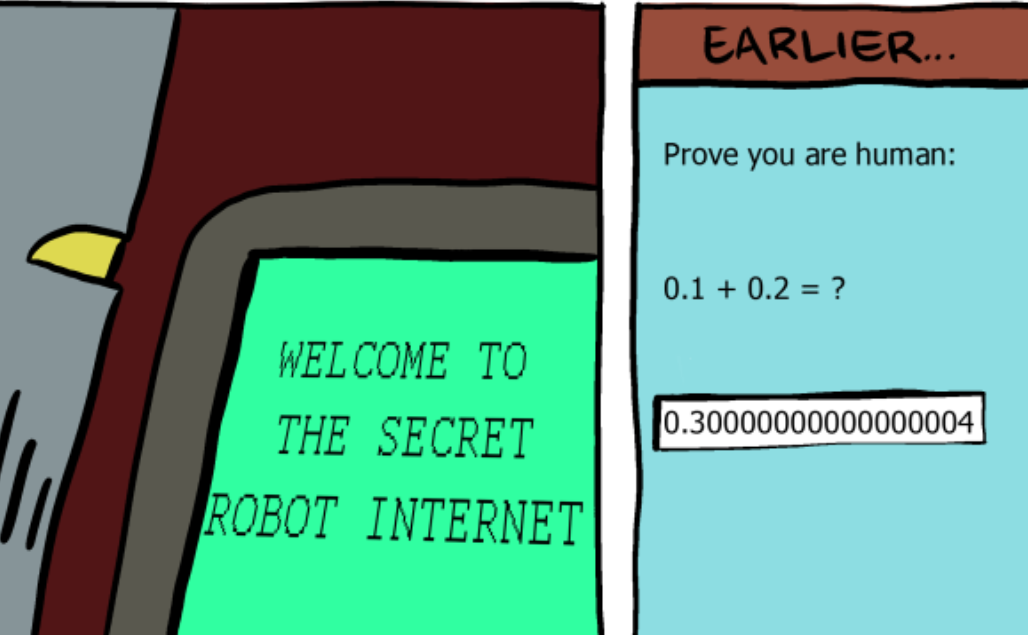 WELCOME TO
THE SECRET
ROBOT INTERNET
EARLIER...
Prove you are human:
0.1 + 0.2 = ?
0.30000000000000004